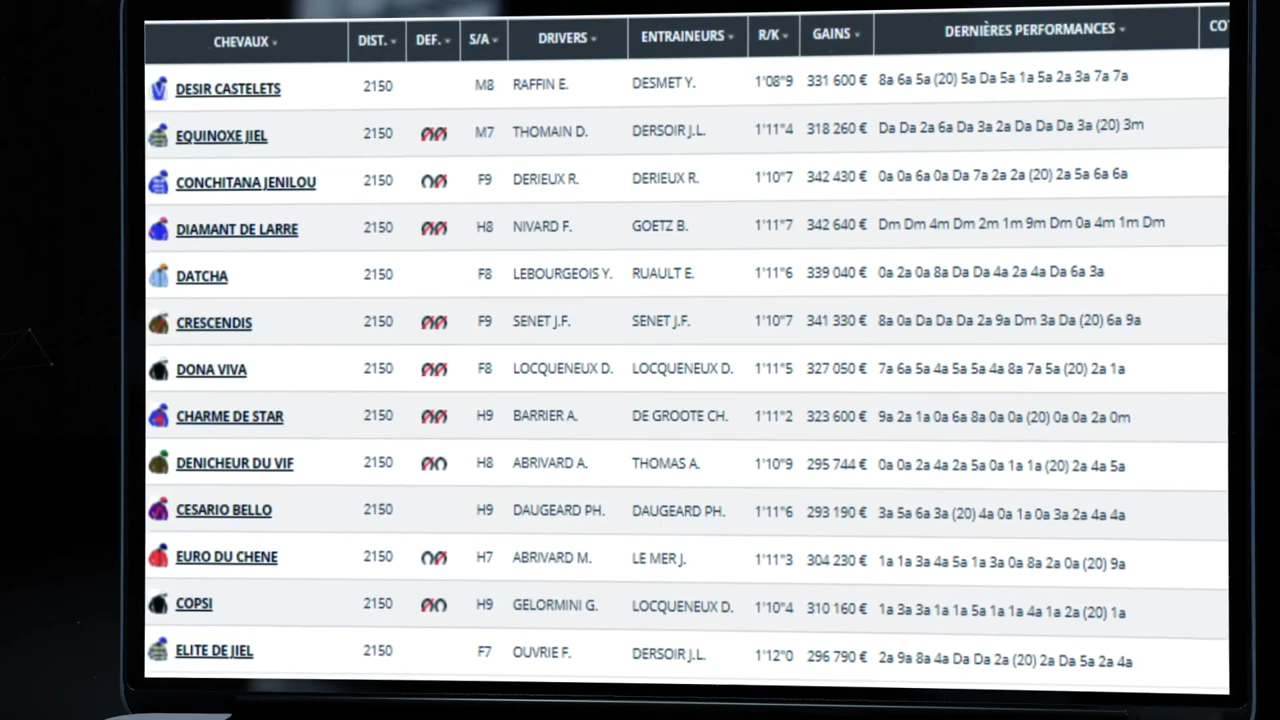 CHEVAUX DIST. DEF. S/A DRIVERS ENTRAINEURS R/K GAINS DERNIÈRES PERFORMANCES CO
DESIR CASTELETS 2150 M8 RAFFIN E. DESMET Y. 1'08"9 331 600 € 8a 6a 5a (20) 5a Da 5a 1a 5a 2a 3a 7a 7a
EQUINOXE JIEL 2150 M7 THOMAIN D. DERSOIR J.L. 1'11"4 318 260 € Da Da 2a 6a Da 3a 2a Da Da Da 3a (20) 3m
CONCHITANA JENILOU 2150 F9 DERIEUX R. DERIEUX R. 1'10"7 342 430 € 0a 0a 6a 0a Da 7a 2a 2a (20) 2a 5a 6a 6a
DIAMANT DE LARRE 2150 H8 NIVARD F. GOETZ B. 1'11"7 342 640 € Dm Dm 4m Dm 2m 1m 9m Dm 0a 4m 1m Dm
DATCHA 2150 F8 LEBOURGEOIS Y. RUAULT E. 1'11"6 339 040 € 0a 2a 0a 8a Da Da 4a 2a 4a Da 6a 3a
CRESCENDIS 2150 F9 SENET J.F. SENET J.F. 1'10"7 341 330 € 8a 0a Da Da Da 2a 9a Dm 3a Da (20) 6a 9a
DONA VIVA 2150 F8 LOCQUENEUX D. LOCQUENEUX D. 1'11"5 327 050 € 7a 6a 5a 4a 5a 5a 4a 8a 7a 5a (20) 2a 1a
CHARME DE STAR 2150 H9 BARRIER A. DE GROOTE CH. 1'11"2 323 600 € 9a 2a 1a 0a 6a 8a 0a 0a (20) 0a 0a 2a 0m
DENICHEUR DU VIF 2150 H8 ABRIVARD A. THOMAS A. 1'10"9 295 744 € 0a 0a 2a 4a 2a 5a 0a 1a 1a (20) 2a 4a 5a
CESARIO BELLO 2150 H9 DAUGEARD PH. DAUGEARD PH. 1'11"6 293 190 € 3a 5a 6a 3a (20) 4a 0a 1a 0a 3a 2a 4a 4a
EURO DU CHENE 2150 H7 ABRIVARD M. LE MER J. 1'11"3 304 230 € 1a 1a 3a 4a 5a 1a 3a 0a 8a 2a 0a (20) 9a
COPSI 2150 H9 GELORMINI G. LOCQUENEUX D. 1'10"4 310 160 € 1a 3a 3a 1a 1a 5a 1a 1a 4a 1a 2a (20) 1a
ELITE DE JIEL 2150 F7 OUVRIE F. DERSOIR J.L. 1'12"0 296 790 € 2a 9a 8a 4a Da Da 2a (20) 2a Da 5a 2a 4a